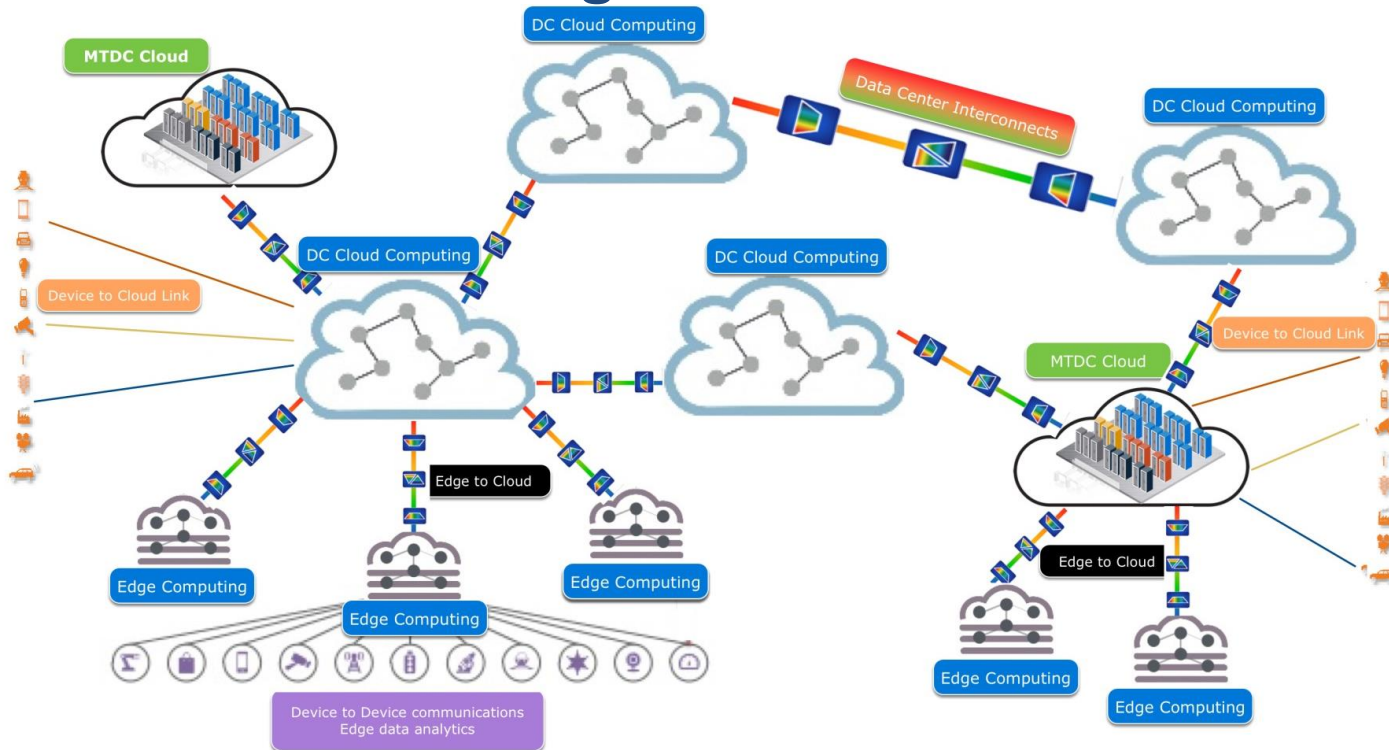 DC Cloud Computing
MTDC Cloud
Data Center Interconnects
DC Cloud Computing
DC Cloud Computing
DC Cloud Computing
Device to Cloud Link
Device to Cloud Link
MTDC Cloud
Edge to Cloud
Edge to Cloud
Edge Computing
Edge Computing
Edge Computing
Edge Computing
Edge Computing
Device to Device communications
Edge data analytics